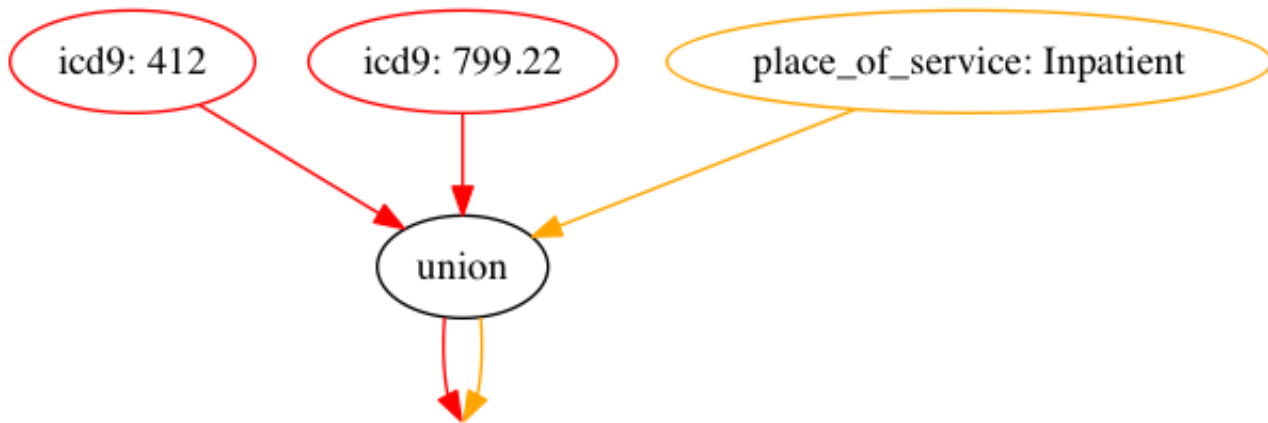 icd9: 412
icd9: 799.22
place_of_service: Inpatient
union